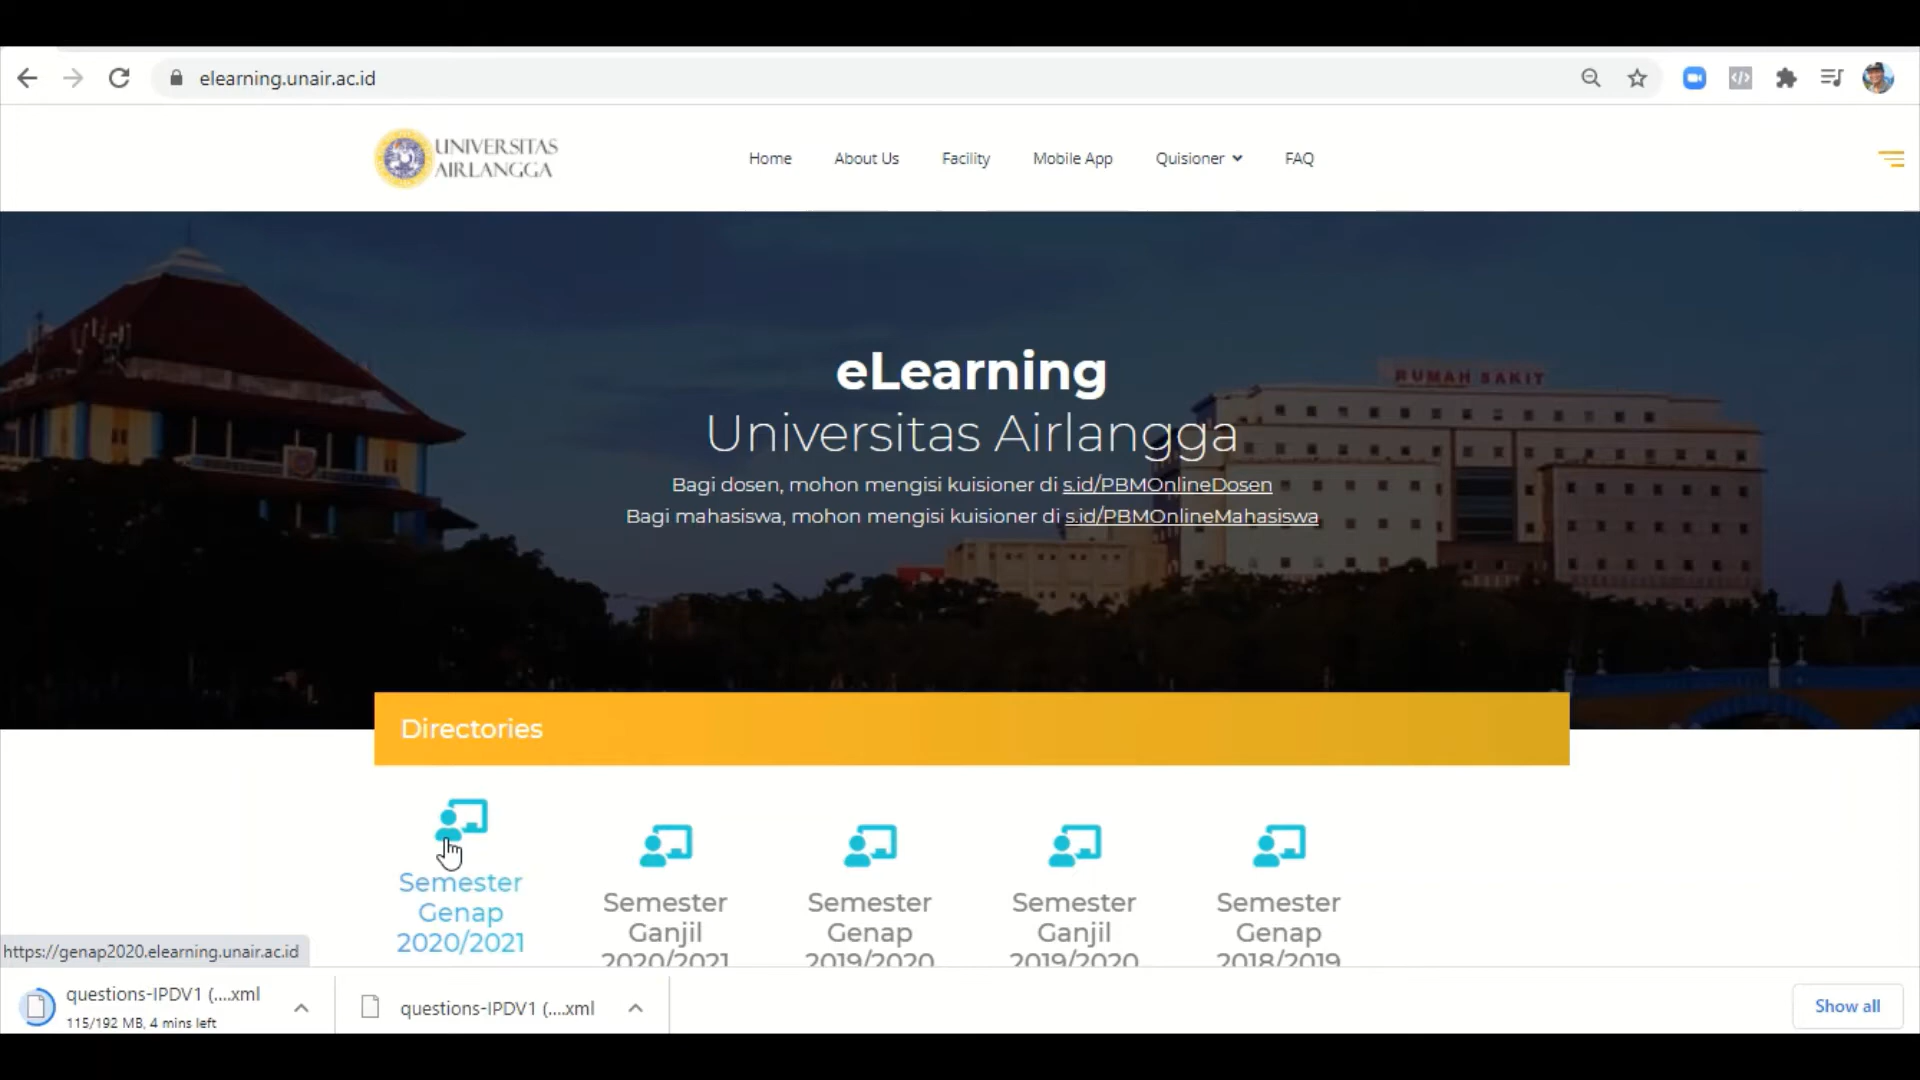 elearning.unair.ac.id
UNIVERSITAS
AIRLANGGA
Home
About Us
Facility
Mobile App
Quisioner
FAQ
RUMAH SAKIT
eLearning
Universitas Airlangga
Bagi dosen, mohon mengisi kuisioner di s.id/PBMOnlineDosen
Bagi mahasiswa, mohon mengisi kuisioner di s.id/PBMOnlineMahasiswa
Directories
Semester
Genap
2020/2021
Semester
Ganjil
2020/2021
Semester
Genap
2019/2020
Semester
Ganjil
2019/2020
Semester
Genap
2018/2019
https://genap2020.elearning.unair.ac.id
questions-IPDV1 (....xml
115/192 MB, 4 mins left
questions-IPDV1 (....xml
Show all